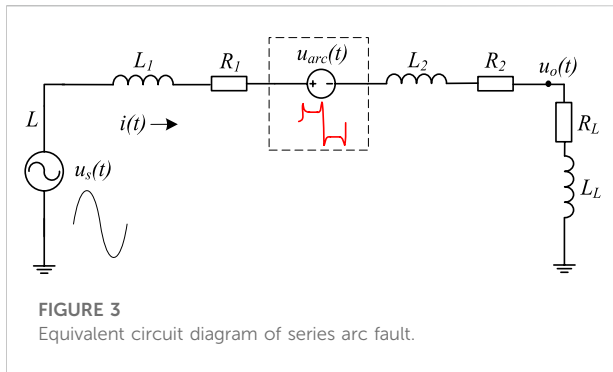 L₁
R₁
uarc(t)
L₂
R₂
uo(t)
L
i(t)
+ -
RL
us(t)
LL
FIGURE 3
Equivalent circuit diagram of series arc fault.